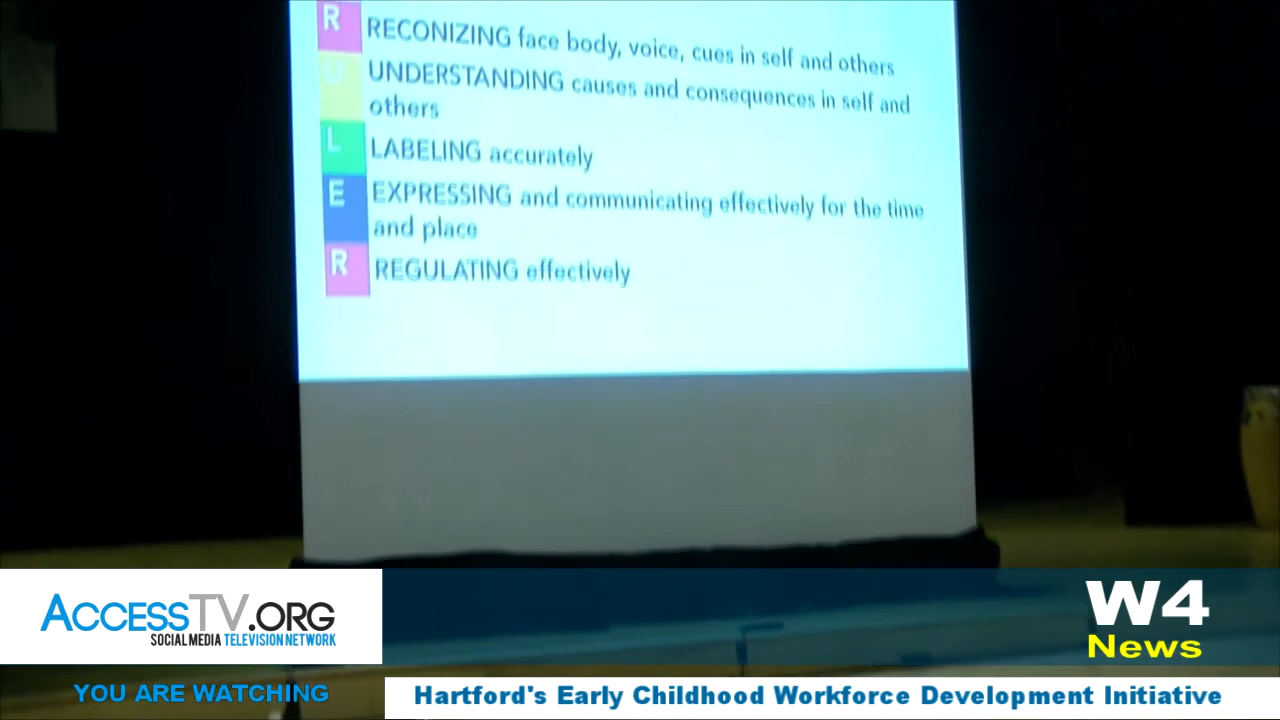 R RECONIZING face body, voice, cues in self and others
U UNDERSTANDING causes and consequences in self and
others
L LABELING accurately
E EXPRESSING and communicating effectively for the time
and place
R REGULATING effectively
ACCESSTV.ORG
SOCIAL MEDIA TELEVISION NETWORK
W4
News
YOU ARE WATCHING
Hartford's Early Childhood Workforce Development Initiative